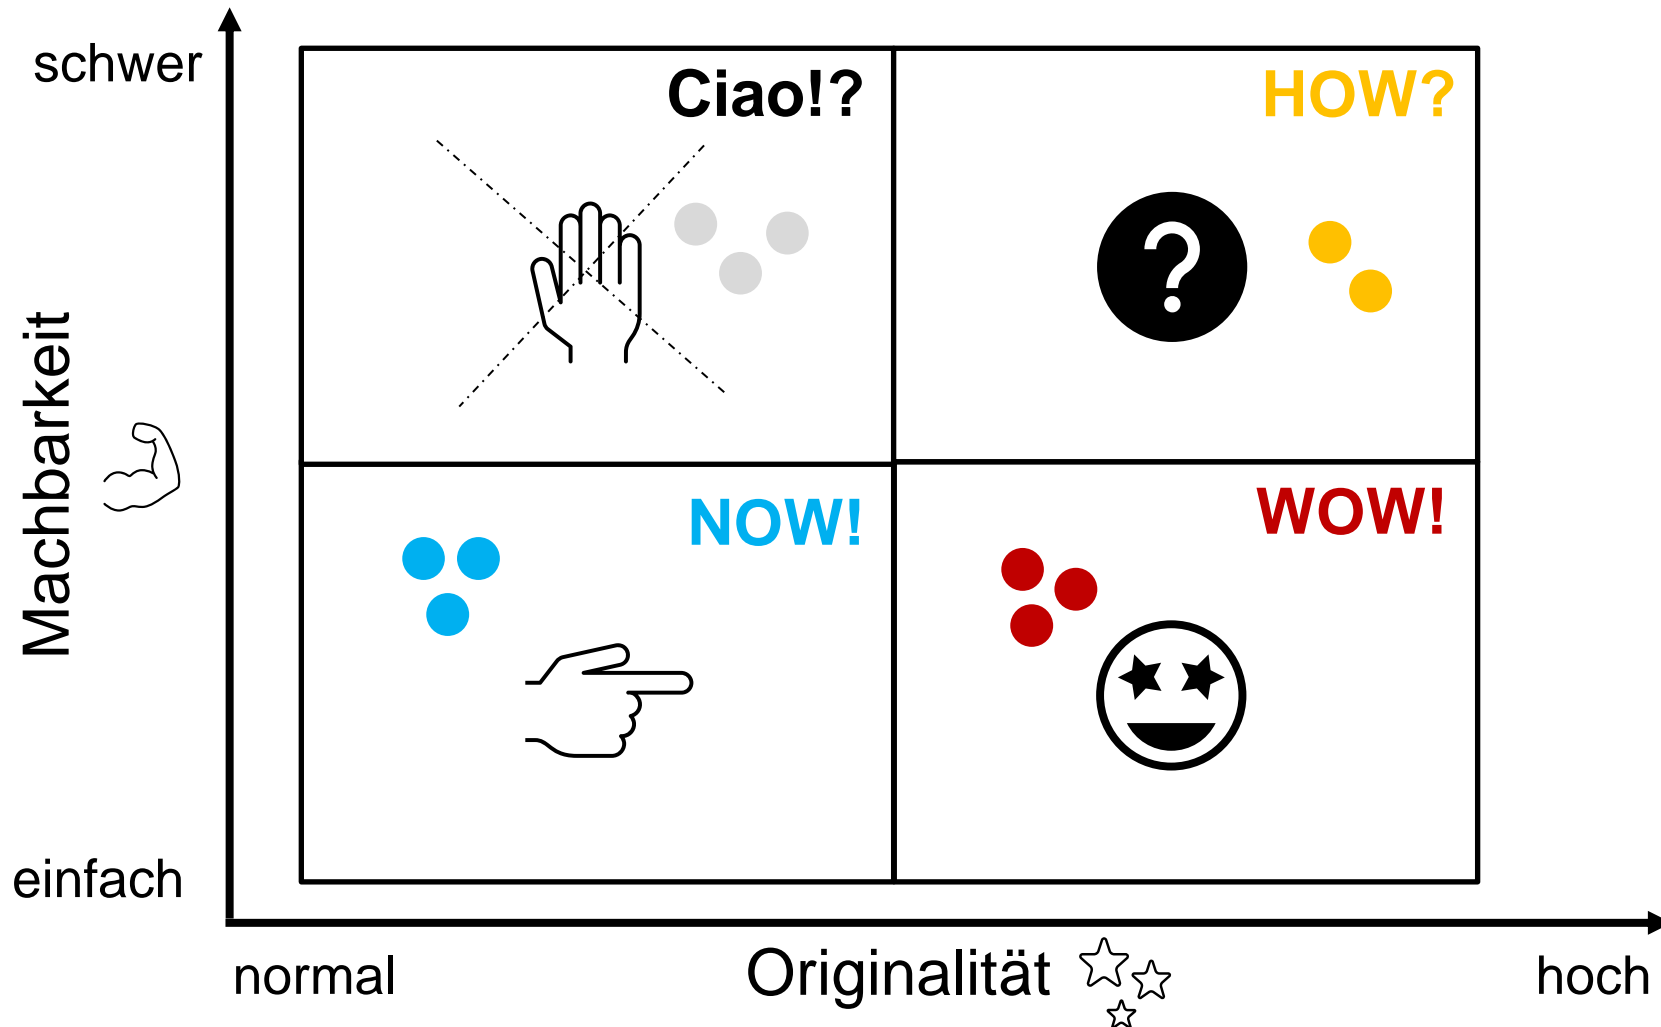 schwer
Ciao!?
HOW?
Machbarkeit
?
NOW!
WOW!
einfach
normal
Originalität
hoch